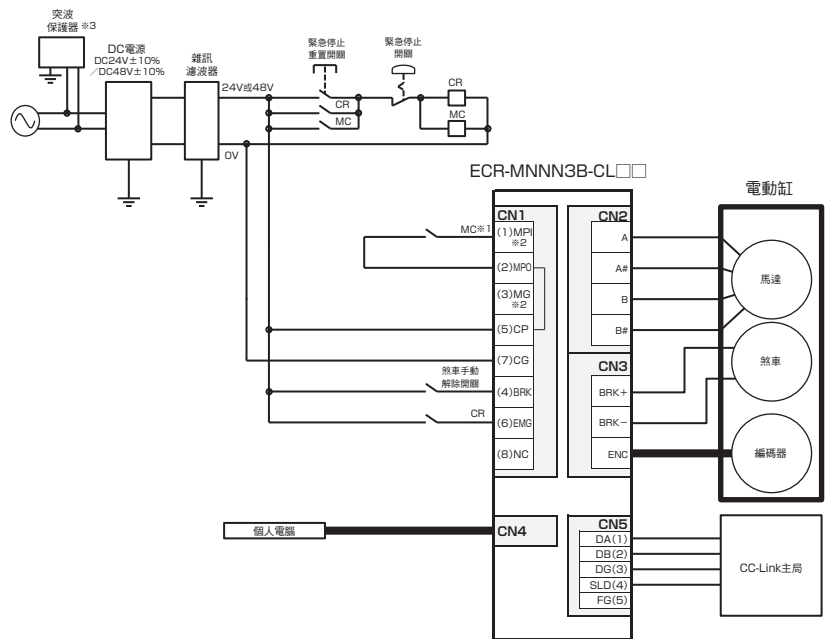 突波
保護器 ※3
DC電源
DC24V±10%
／DC48V±10%
雜訊
濾波器
24V或48V
0V
緊急停止
重置開關
緊急停止
開關
CR
MC
CR
MC
ECR-MNNN3B-CL□□
電動缸
CN1
MC※1
(1)MPI
※2
(2)MPO
(3)MG
※2
(5)CP
(7)CG
煞車手動
解除開關
(4)BRK
CR
(6)EMG
(8)NC
CN2
A
A#
B
B#
CN3
BRK+
BRK−
ENC
馬達
煞車
編碼器
個人電腦
CN4
CN5
DA(1)
DB(2)
DG(3)
SLD(4)
FG(5)
CC-Link主局